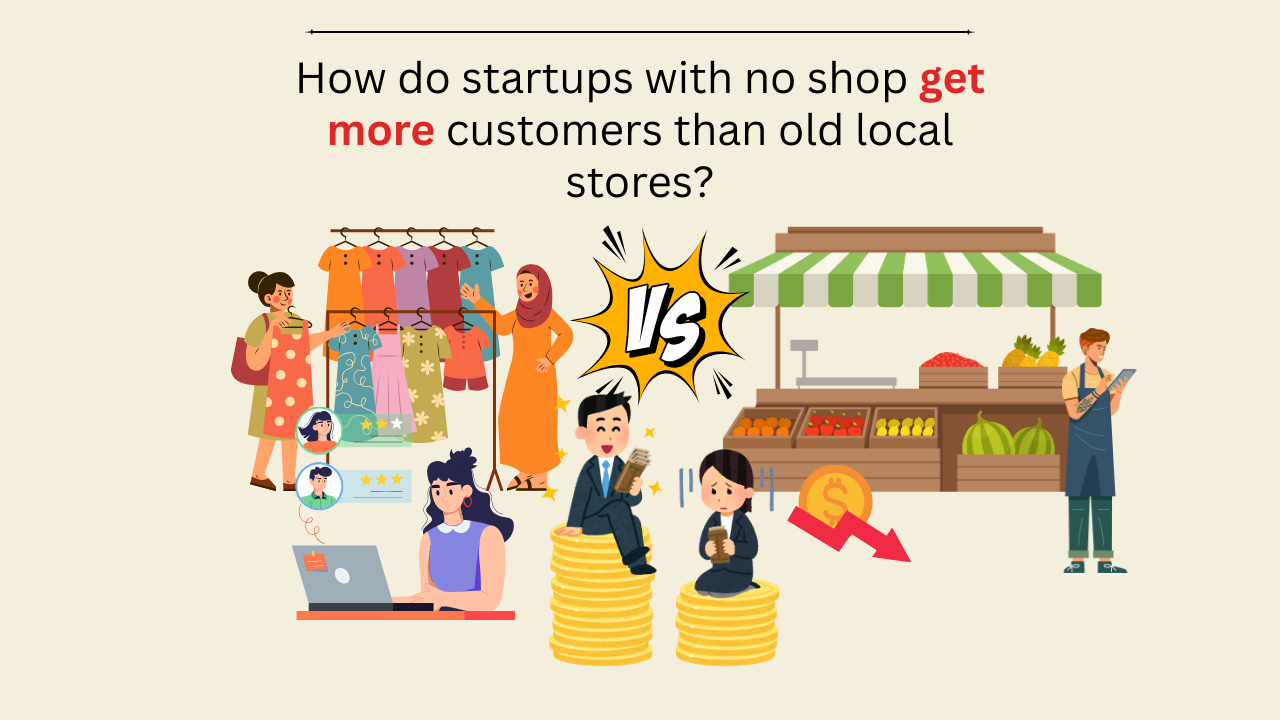 How do startups with no shop get
more customers than old local
stores?
VS
$